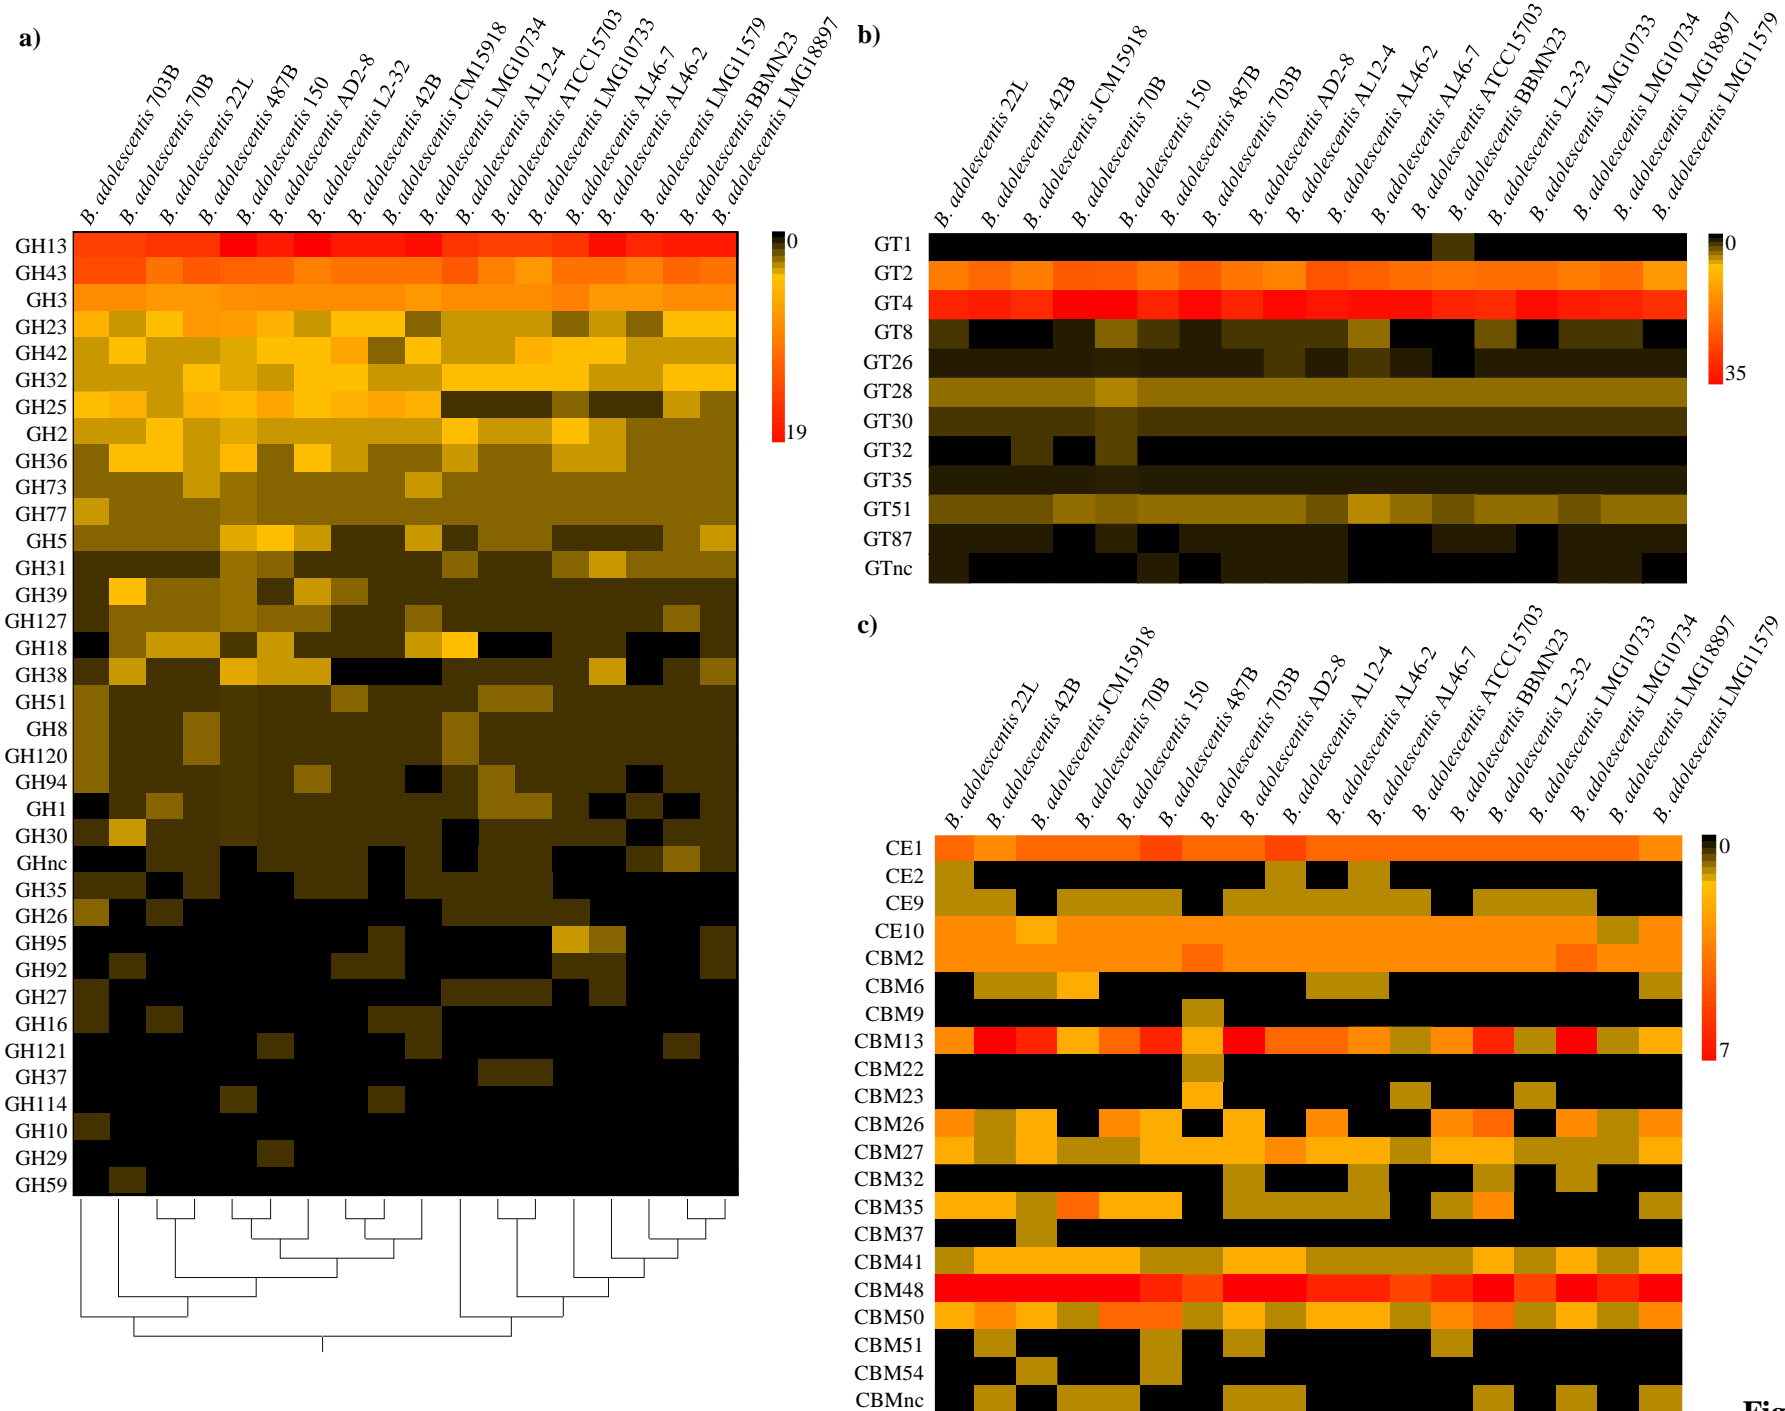 a)
B. adolescentis 703B
B. adolescentis 70B
B. adolescentis 22L
B. adolescentis 487B
B. adolescentis 150
B. adolescentis AD2-8
B. adolescentis L2-32
B. adolescentis 42B
B. adolescentis JCM15918
B. adolescentis LMG10734
B. adolescentis AL12-4
B. adolescentis ATCC15703
B. adolescentis LMG10733
B. adolescentis AL46-7
B. adolescentis AL46-2
B. adolescentis LMG11579
B. adolescentis BBMN23
B. adolescentis LMG18897
GH13
GH43
GH3
GH23
GH42
GH32
GH25
GH2
GH36
GH73
GH77
GH5
GH31
GH39
GH127
GH18
GH38
GH51
GH8
GH120
GH94
GH1
GH30
GHnc
GH35
GH26
GH95
GH92
GH27
GH16
GH121
GH37
GH114
GH10
GH29
GH59
0
19
b)
B. adolescentis 22L
B. adolescentis 42B
B. adolescentis JCM15918
B. adolescentis 70B
B. adolescentis 150
B. adolescentis 487B
B. adolescentis 703B
B. adolescentis AD2-8
B. adolescentis AL12-4
B. adolescentis AL46-2
B. adolescentis AL46-7
B. adolescentis ATCC15703
B. adolescentis BBMN23
B. adolescentis L2-32
B. adolescentis LMG10733
B. adolescentis LMG10734
B. adolescentis LMG18897
B. adolescentis LMG11579
GT1
GT2
GT4
GT8
GT26
GT28
GT30
GT32
GT35
GT51
GT87
GTnc
0
35
c)
B. adolescentis 22L
B. adolescentis 42B
B. adolescentis JCM15918
B. adolescentis 70B
B. adolescentis 150
B. adolescentis 487B
B. adolescentis 703B
B. adolescentis AD2-8
B. adolescentis AL12-4
B. adolescentis AL46-2
B. adolescentis AL46-7
B. adolescentis ATCC15703
B. adolescentis BBMN23
B. adolescentis L2-32
B. adolescentis LMG10733
B. adolescentis LMG10734
B. adolescentis LMG18897
B. adolescentis LMG11579
CE1
CE2
CE9
CE10
CBM2
CBM6
CBM9
CBM13
CBM22
CBM23
CBM26
CBM27
CBM32
CBM35
CBM37
CBM41
CBM48
CBM50
CBM51
CBM54
CBMnc
0
7